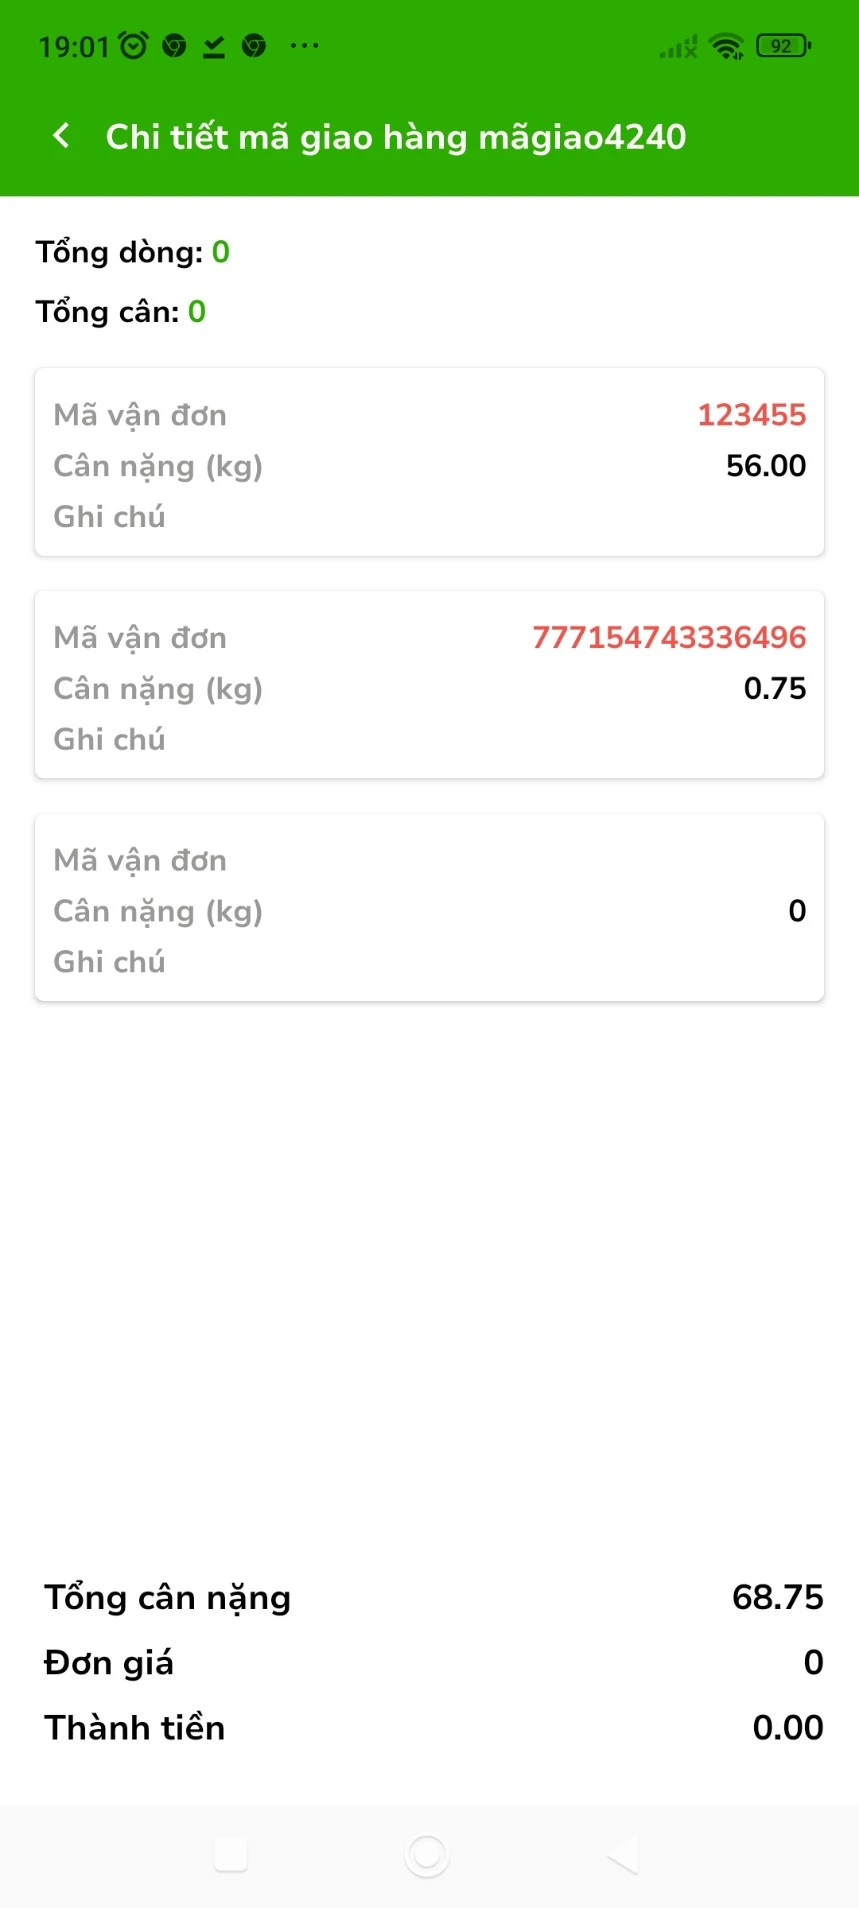 19:01 ... 92
Chi tiết mã giao hàng mãgiao4240
Tổng dòng: 0
Tổng cân: 0
Mã vận đơn 123455
Cân nặng (kg) 56.00
Ghi chú
Mã vận đơn 777154743336496
Cân nặng (kg) 0.75
Ghi chú
Mã vận đơn
Cân nặng (kg) 0
Ghi chú
Tổng cân nặng 68.75
Đơn giá 0
Thành tiền 0.00